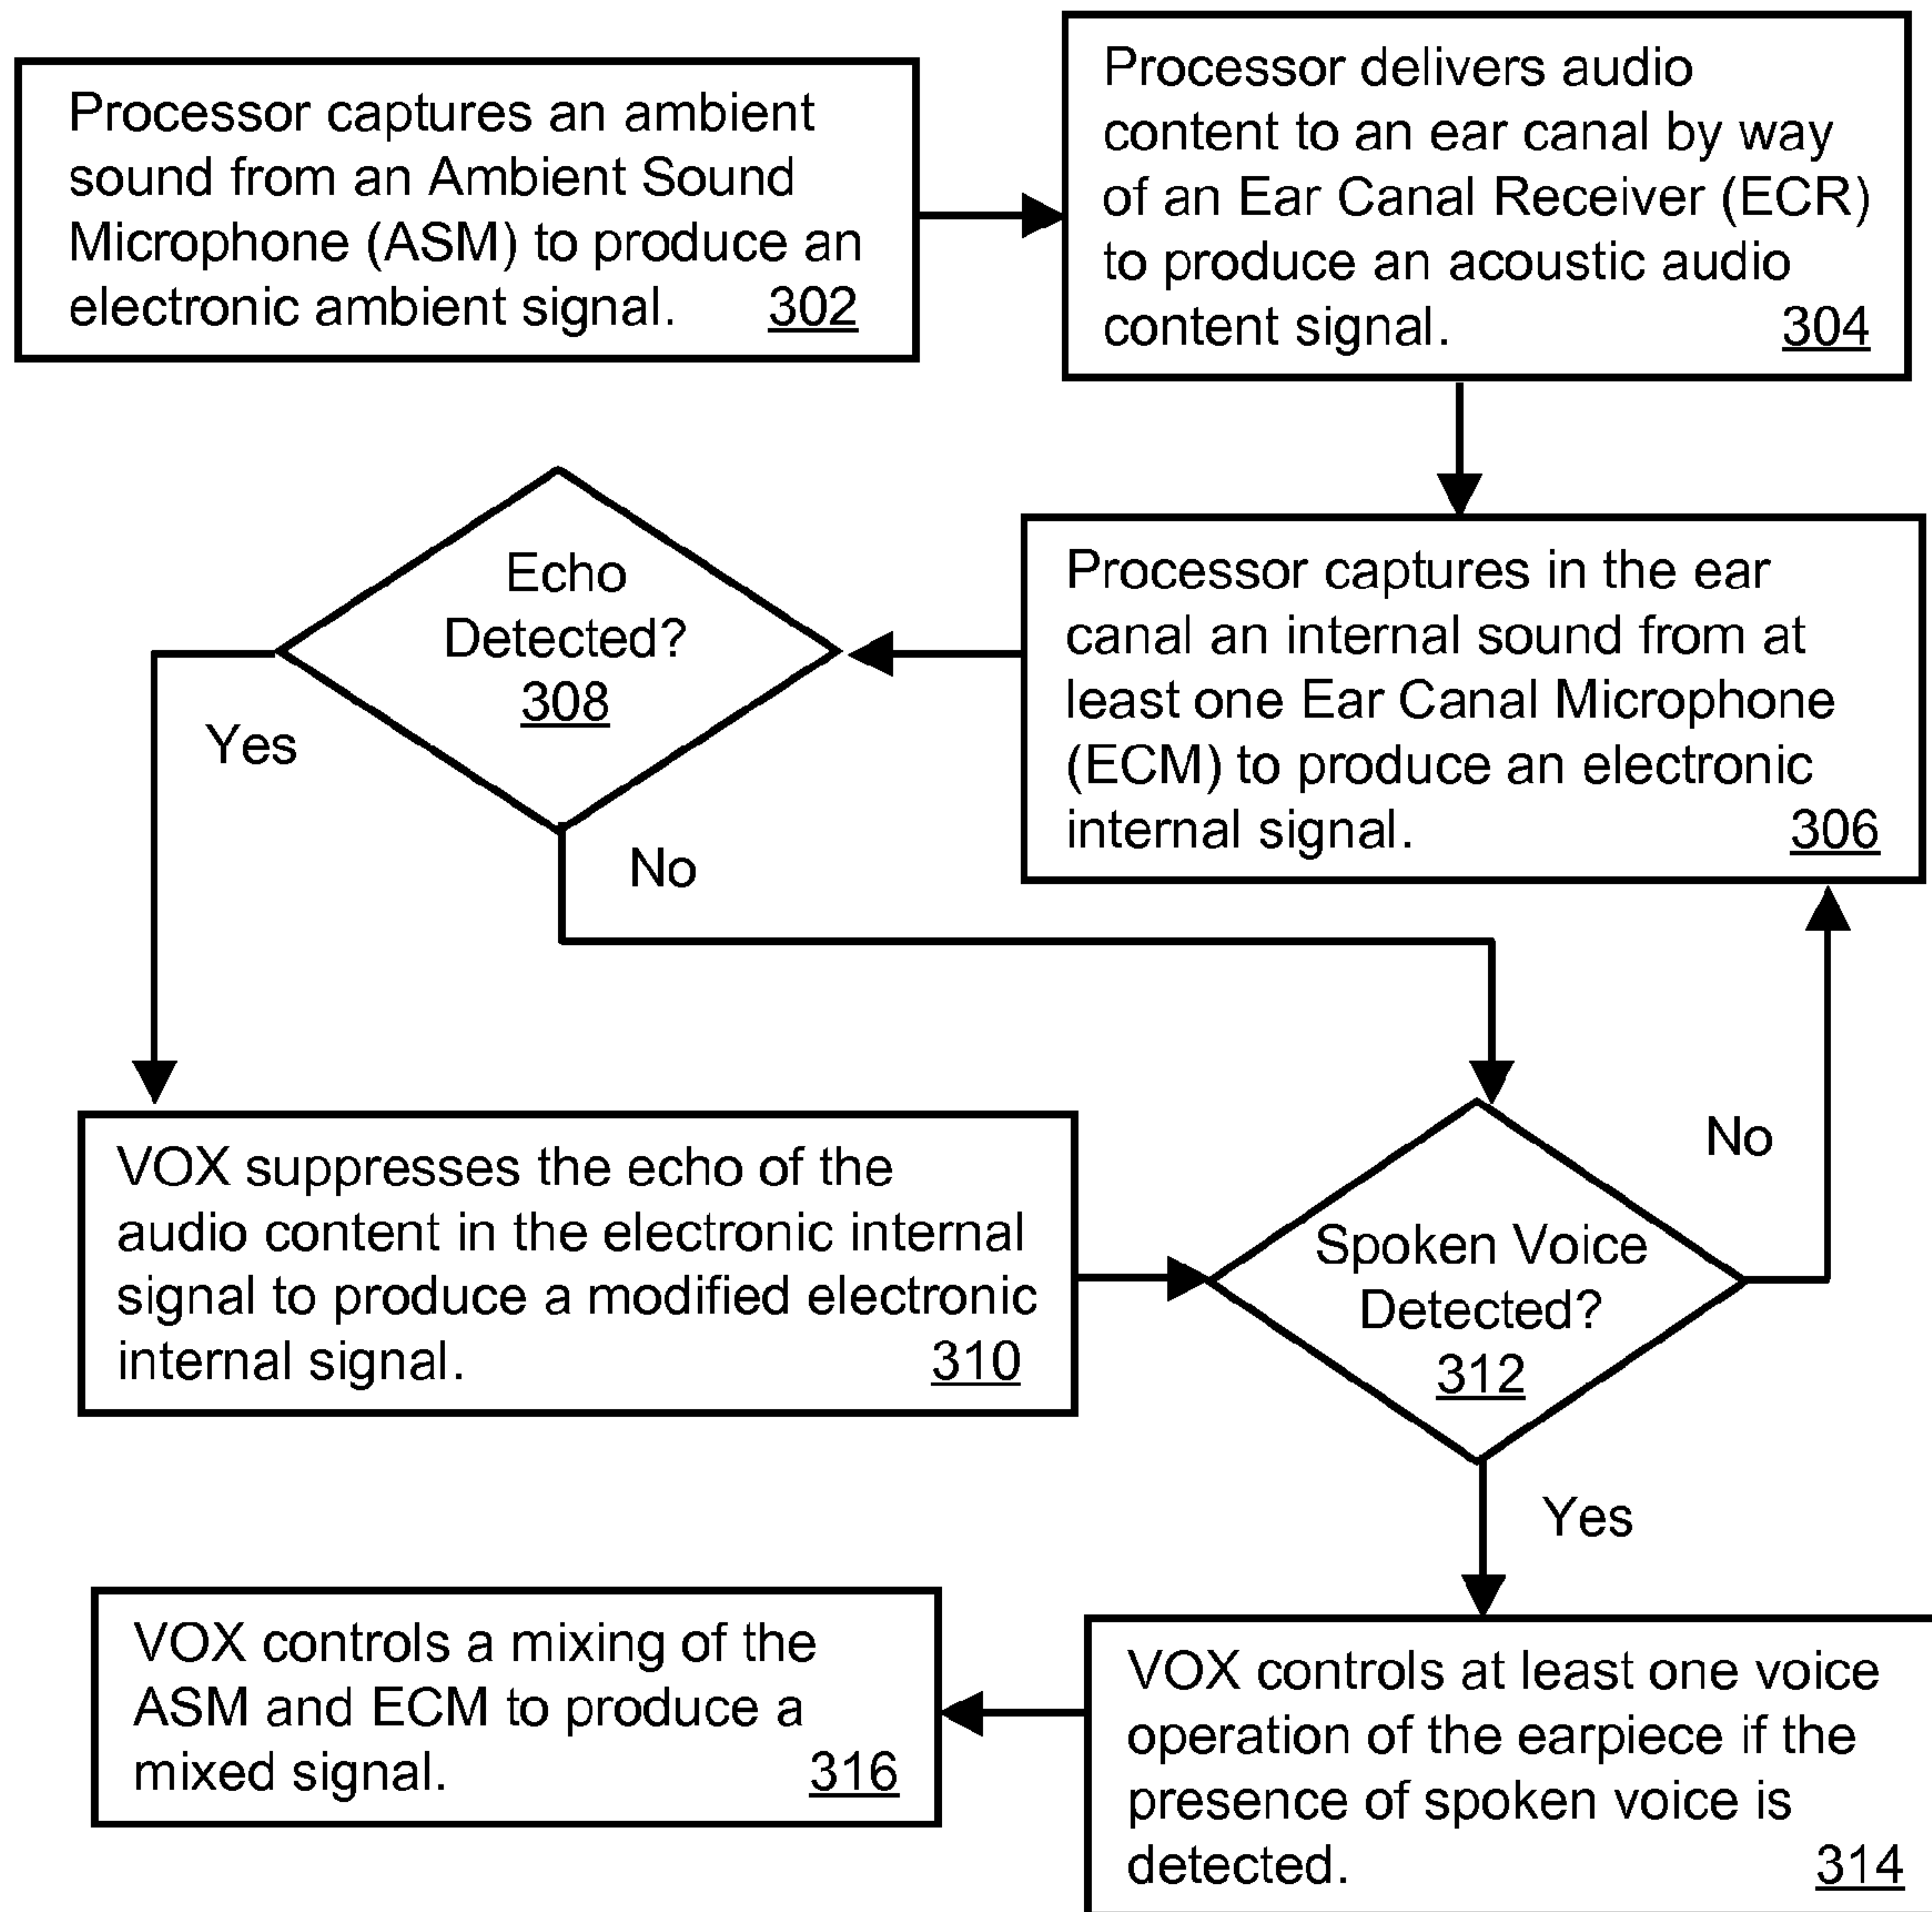 Processor captures an ambient
sound from an Ambient Sound
Microphone (ASM) to produce an
electronic ambient signal. 302
Processor delivers audio
content to an ear canal by way
of an Ear Canal Receiver (ECR)
to produce an acoustic audio
content signal. 304
Processor captures in the ear
canal an internal sound from at
least one Ear Canal Microphone
(ECM) to produce an electronic
internal signal. 306
Echo
Detected?
308
Yes
No
VOX suppresses the echo of the
audio content in the electronic internal
signal to produce a modified electronic
internal signal. 310
Spoken Voice
Detected?
312
No
Yes
VOX controls at least one voice
operation of the earpiece if the
presence of spoken voice is
detected. 314
VOX controls a mixing of the
ASM and ECM to produce a
mixed signal. 316